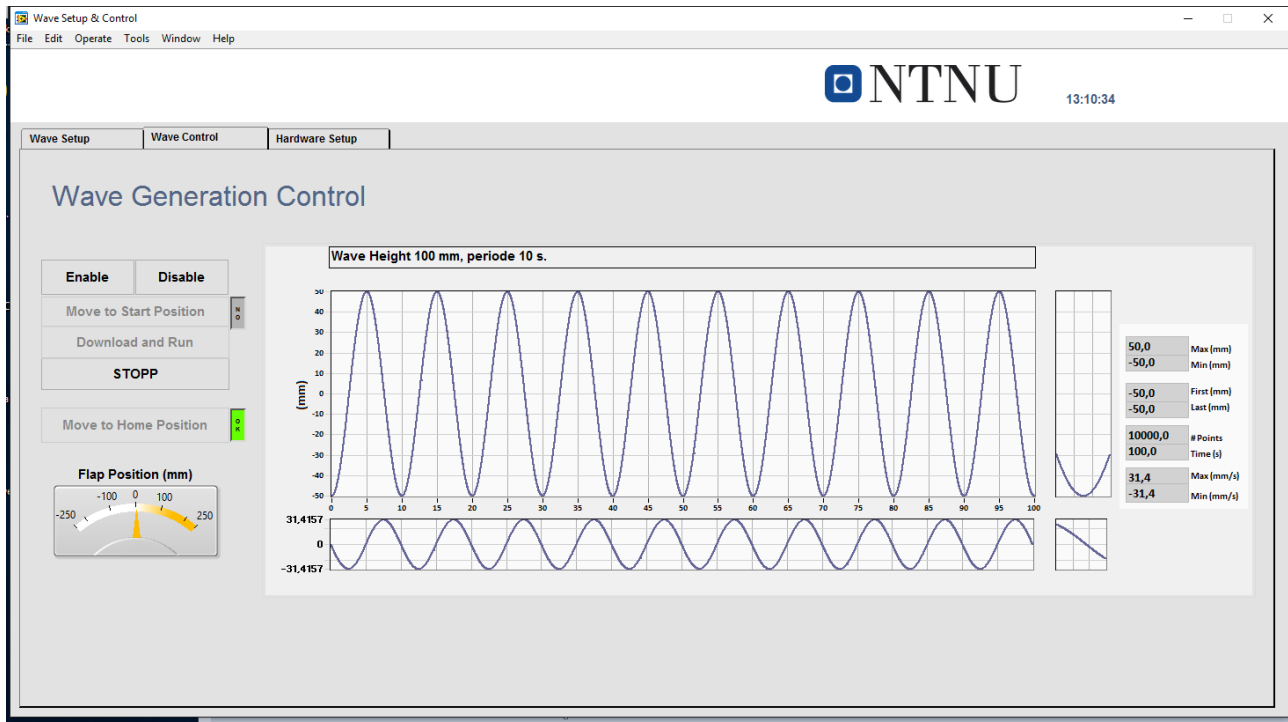 Wave Setup & Control
File Edit Operate Tools Window Help
NTNU
13:10:34
Wave Setup Wave Control Hardware Setup
Wave Generation Control
Wave Height 100 mm, periode 10 s.
Enable Disable
Move to Start Position NO
Download and Run
STOPP
Move to Home Position OK
Flap Position (mm)
-250 -100 0 100 250
(mm)
50
40
30
20
10
0
-10
-20
-30
-40
-50
0 5 10 15 20 25 30 35 40 45 50 55 60 65 70 75 80 85 90 95 100
31,4157
0
-31,4157
50,0 Max (mm)
-50,0 Min (mm)
-50,0 First (mm)
-50,0 Last (mm)
10000,0 # Points
100,0 Time (s)
31,4 Max (mm/s)
-31,4 Min (mm/s)